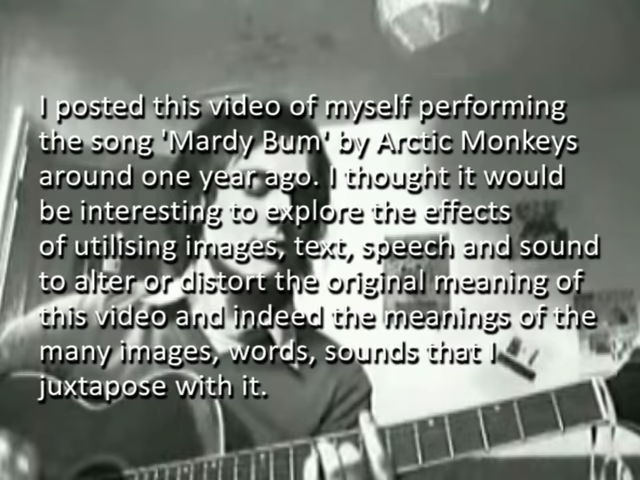 I posted this video of myself performing
the song 'Mardy Bum' by Arctic Monkeys
around one year ago. I thought it would
be interesting to explore the effects
of utilising images, text, speech and sound
to alter or distort the original meaning of
this video and indeed the meanings of the
many images, words, sounds that I
juxtapose with it.